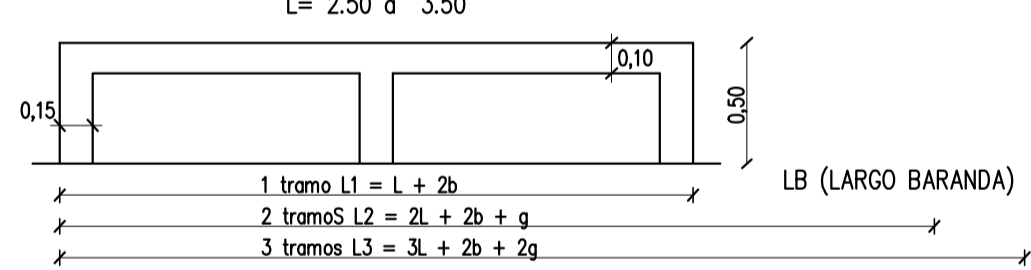 L= 2.50 a 3.50
0,10
0,15
0,50
1 tramo L1 = L + 2b
LB (LARGO BARANDA)
2 tramoS L2 = 2L + 2b + g
3 tramos L3 = 3L + 2b + 2g